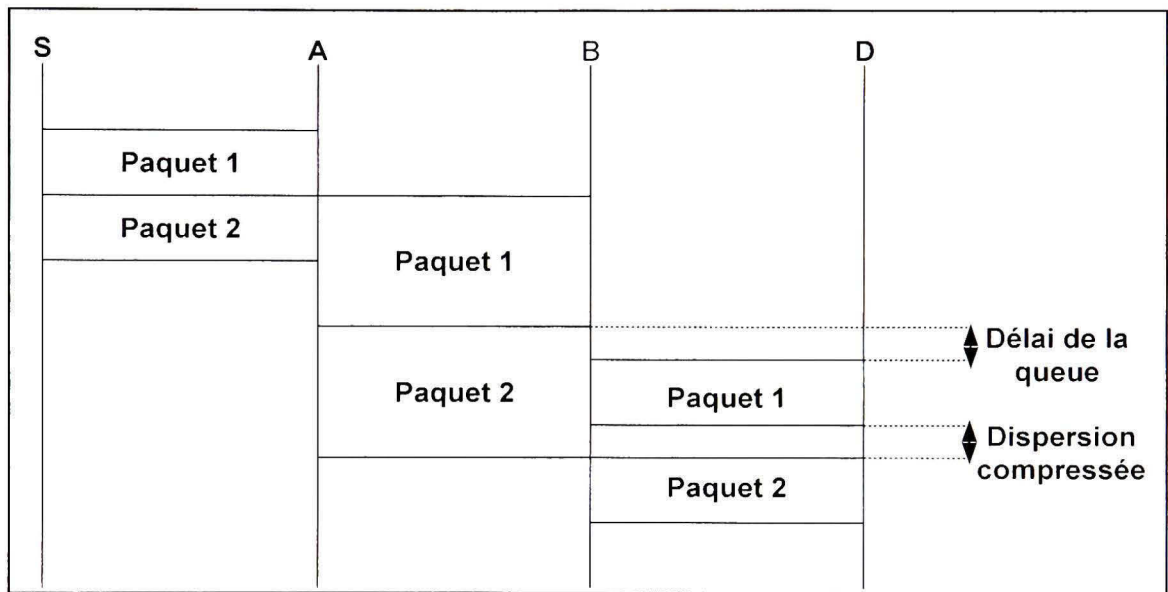 S
A
B
D
Paquet 1
Paquet 2
Paquet 1
Paquet 2
Délai de la
queue
Paquet 1
Dispersion
compressée
Paquet 2